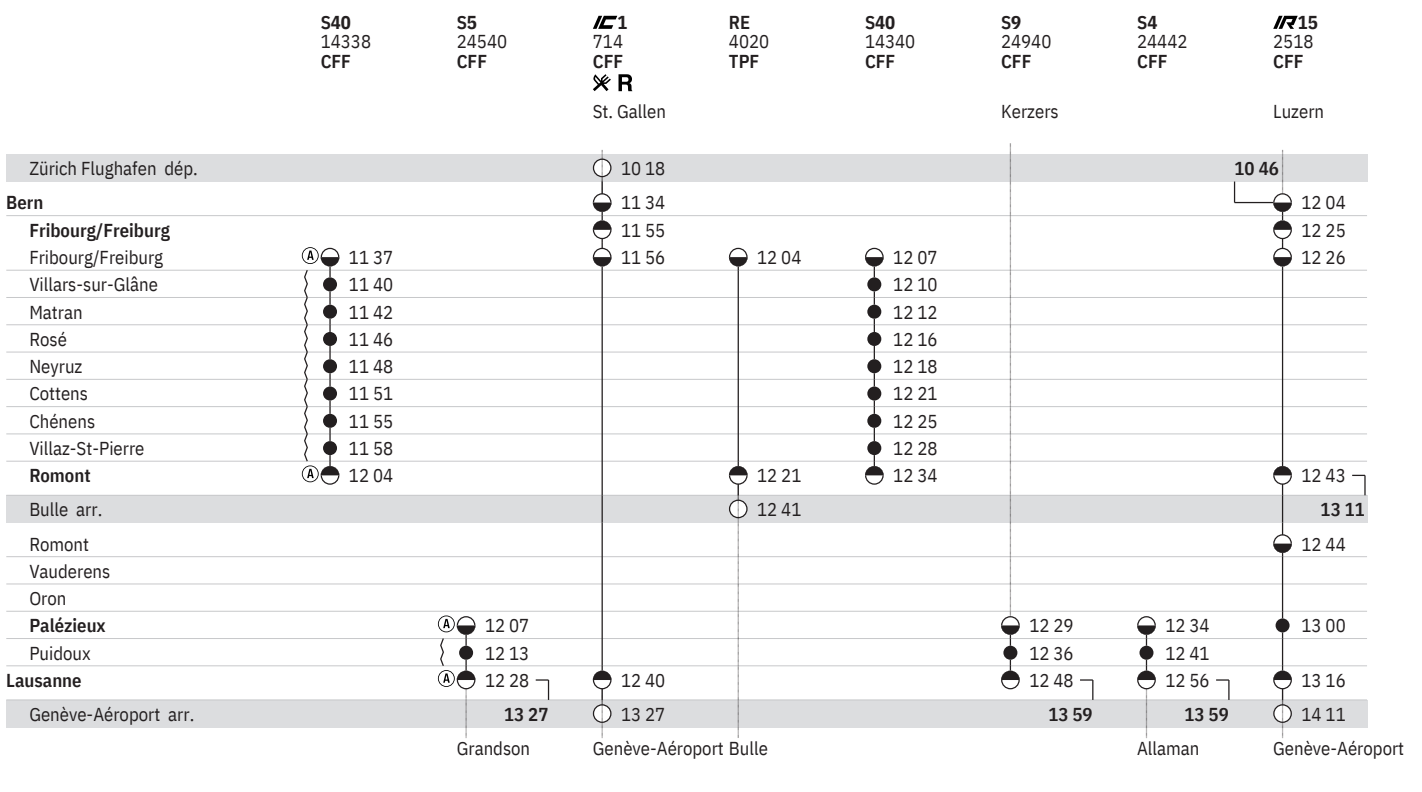 S40 S5 IC1 RE S40 S9 S4 IR15
14338 24540 714 4020 14340 24940 24442 2518
CFF CFF CFF TPF CFF CFF CFF CFF
R
St. Gallen Kerzers Luzern
Zürich Flughafen dép. 10 18 10 46
Bern 11 34 12 04
Fribourg/Freiburg 11 55 12 25
Fribourg/Freiburg A 11 37 11 56 12 04 12 07 12 26
Villars-sur-Glâne 11 40 12 10
Matran 11 42 12 12
Rosé 11 46 12 16
Neyruz 11 48 12 18
Cottens 11 51 12 21
Chénens 11 55 12 25
Villaz-St-Pierre 11 58 12 28
Romont A 12 04 12 21 12 34 12 43
Bulle arr. 12 41 13 11
Romont 12 44
Vauderens
Oron
Palézieux A 12 07 12 29 12 34 13 00
Puidoux 12 13 12 36 12 41
Lausanne A 12 28 12 40 12 48 12 56 13 16
Genève-Aéroport arr. 13 27 13 27 13 59 13 59 14 11
Grandson Genève-Aéroport Bulle Allaman Genève-Aéroport